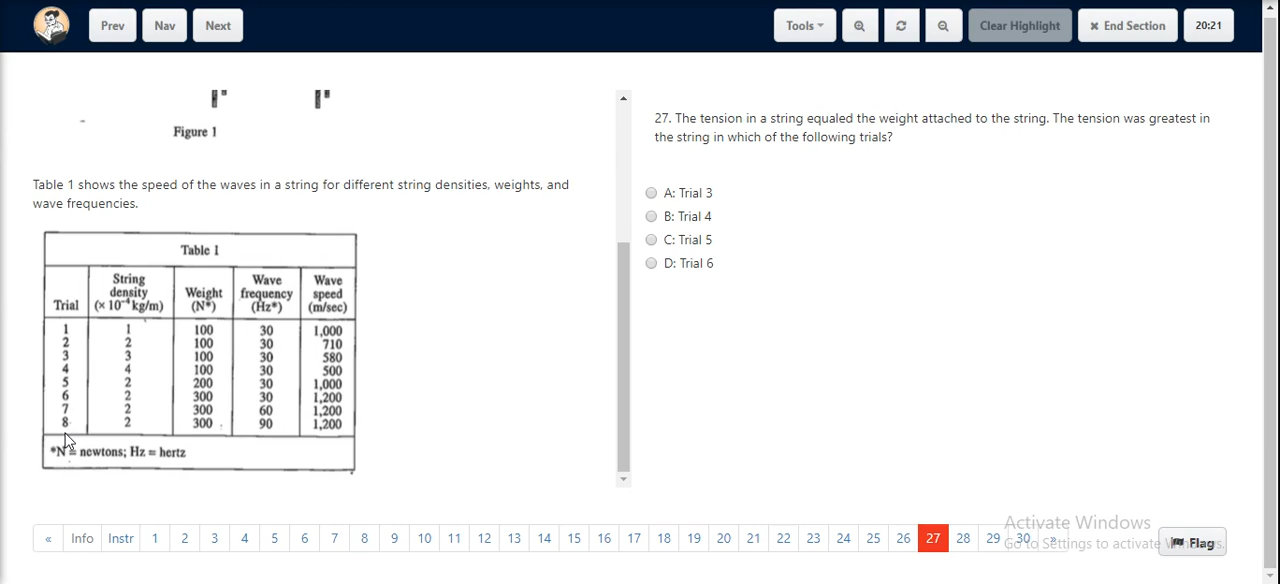 Prev Nav Next Tools Clear Highlight × End Section 20:21
Figure 1
Table 1 shows the speed of the waves in a string for different string densities, weights, and
wave frequencies.
Table 1
Trial String density (× 10⁻⁴ kg/m) Weight (N*) Wave frequency (Hz*) Wave speed (m/sec)
1 1 100 30 1,000
2 2 100 30 710
3 3 100 30 580
4 4 100 30 500
5 2 200 30 1,000
6 2 300 30 1,200
7 2 300 60 1,200
8 2 300 90 1,200
*N = newtons; Hz = hertz
27. The tension in a string equaled the weight attached to the string. The tension was greatest in
the string in which of the following trials?
A: Trial 3
B: Trial 4
C: Trial 5
D: Trial 6
« Info Instr 1 2 3 4 5 6 7 8 9 10 11 12 13 14 15 16 17 18 19 20 21 22 23 24 25 26 27 28 29 30 »
Flag
Activate Windows
Go to Settings to activate Windows.